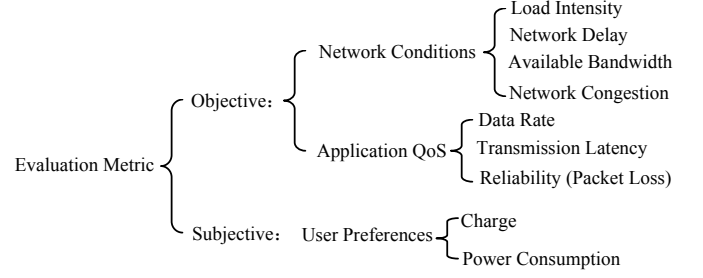 Evaluation Metric
Objective：
Network Conditions
Load Intensity
Network Delay
Available Bandwidth
Network Congestion
Application QoS
Data Rate
Transmission Latency
Reliability (Packet Loss)
Subjective：
User Preferences
Charge
Power Consumption